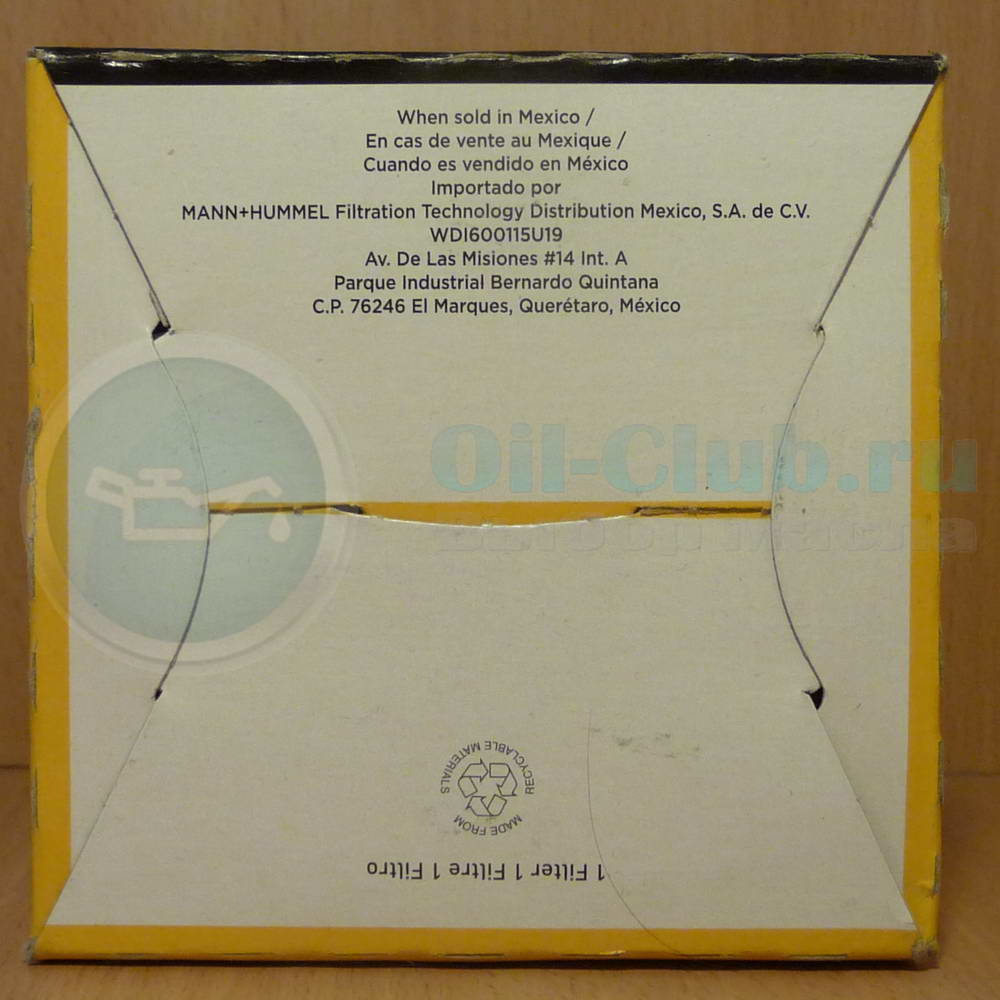 When sold in Mexico /
En cas de vente au Mexique /
Cuando es vendido en México
Importado por
MANN+HUMMEL Filtration Technology Distribution Mexico, S.A. de C.V.
WDI600115U19
Av. De Las Misiones #14 Int. A
Parque Industrial Bernardo Quintana
C.P. 76246 El Marques, Querétaro, México
Oil-Club.ru
Масла
MADE FROM RECYCLABLE MATERIALS
1 Filter 1 Filtre 1 Filtro